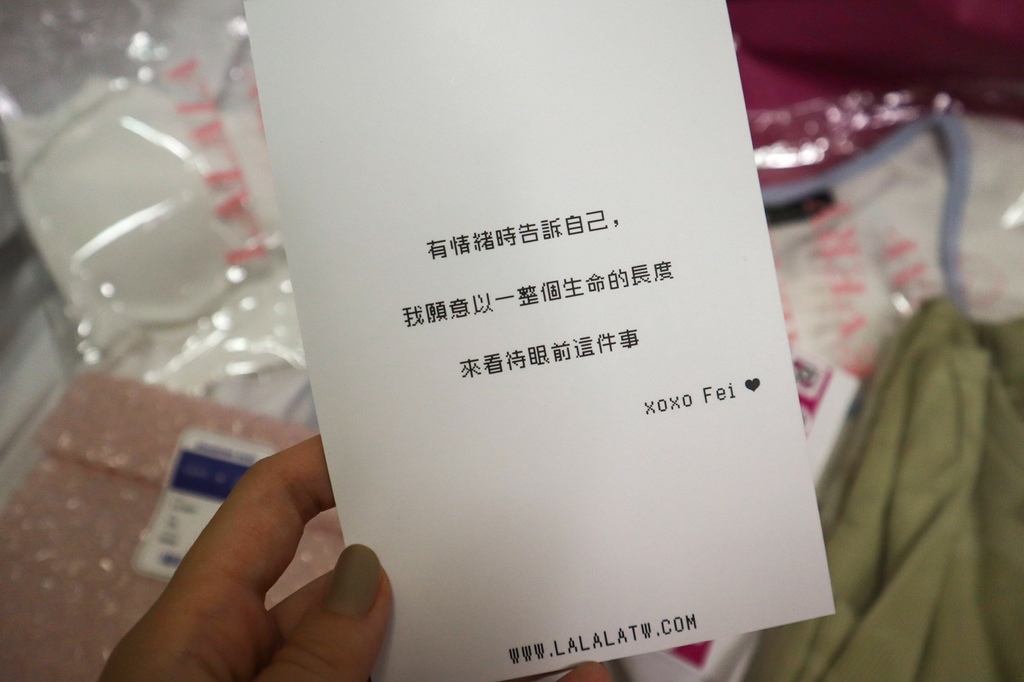 有情緒時告訴自己，
我願意以一整個生命的長度
來看待眼前這件事
xoxo Fei ♥
WWW.LALALATW.COM